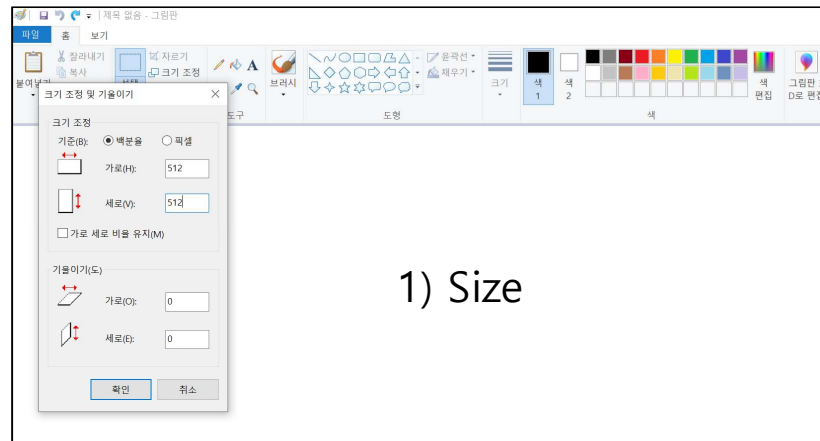 제목 없음 - 그림판
파일 홈 보기
잘라내기
복사
자르기
크기 조정
A
브러시
도형
윤곽선
채우기
크기
색
1
색
2
색
편집
색
도구
크기 조정 및 기울이기
크기 조정
기준(B): 백분율 픽셀
가로(H): 512
세로(V): 512
가로 세로 비율 유지(M)
기울이기(도)
가로(O): 0
세로(E): 0
확인 취소
1) Size